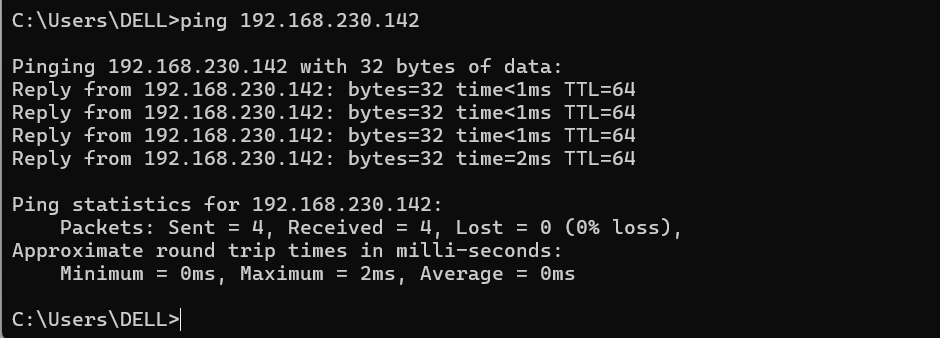 C:\Users\DELL>ping 192.168.230.142
Pinging 192.168.230.142 with 32 bytes of data:
Reply from 192.168.230.142: bytes=32 time<1ms TTL=64
Reply from 192.168.230.142: bytes=32 time<1ms TTL=64
Reply from 192.168.230.142: bytes=32 time<1ms TTL=64
Reply from 192.168.230.142: bytes=32 time=2ms TTL=64
Ping statistics for 192.168.230.142:
    Packets: Sent = 4, Received = 4, Lost = 0 (0% loss),
Approximate round trip times in milli-seconds:
    Minimum = 0ms, Maximum = 2ms, Average = 0ms
C:\Users\DELL>